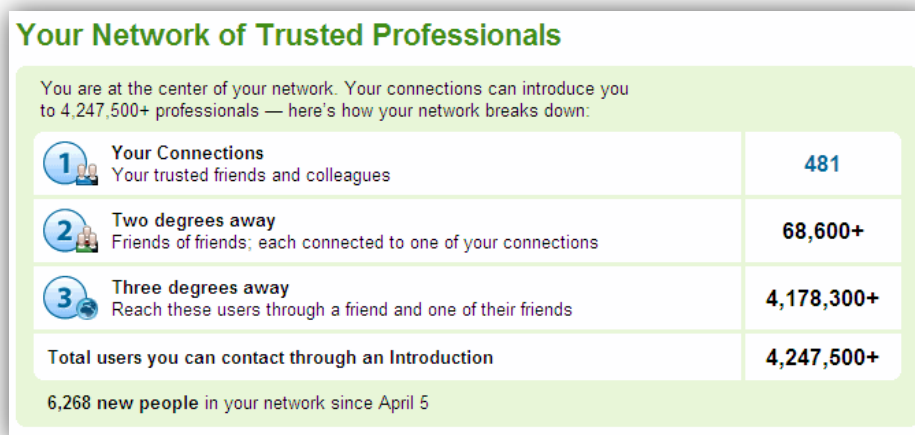 Your Network of Trusted Professionals
You are at the center of your network. Your connections can introduce you
to 4,247,500+ professionals — here's how your network breaks down:
1 Your Connections
Your trusted friends and colleagues
481
2 Two degrees away
Friends of friends; each connected to one of your connections
68,600+
3 Three degrees away
Reach these users through a friend and one of their friends
4,178,300+
Total users you can contact through an Introduction
4,247,500+
6,268 new people in your network since April 5